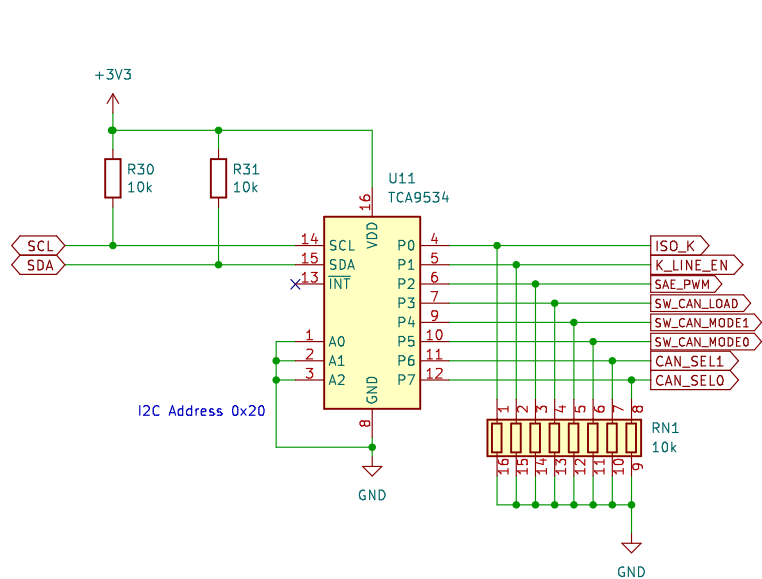 +3V3
R30
10k
R31
10k
U11
TCA9534
16
VDD
SCL
SDA
14
15
13
SCL
SDA
INT
1
2
3
A0
A1
A2
GND
8
P0
P1
P2
P3
P4
P5
P6
P7
4
5
6
7
9
10
11
12
ISO_K
K_LINE_EN
SAE_PWM
SW_CAN_LOAD
SW_CAN_MODE1
SW_CAN_MODE0
CAN_SEL1
CAN_SEL0
I2C Address 0x20
GND
1 2 3 4 5 6 7 8
RN1
10k
16 15 14 13 12 11 10 9
GND